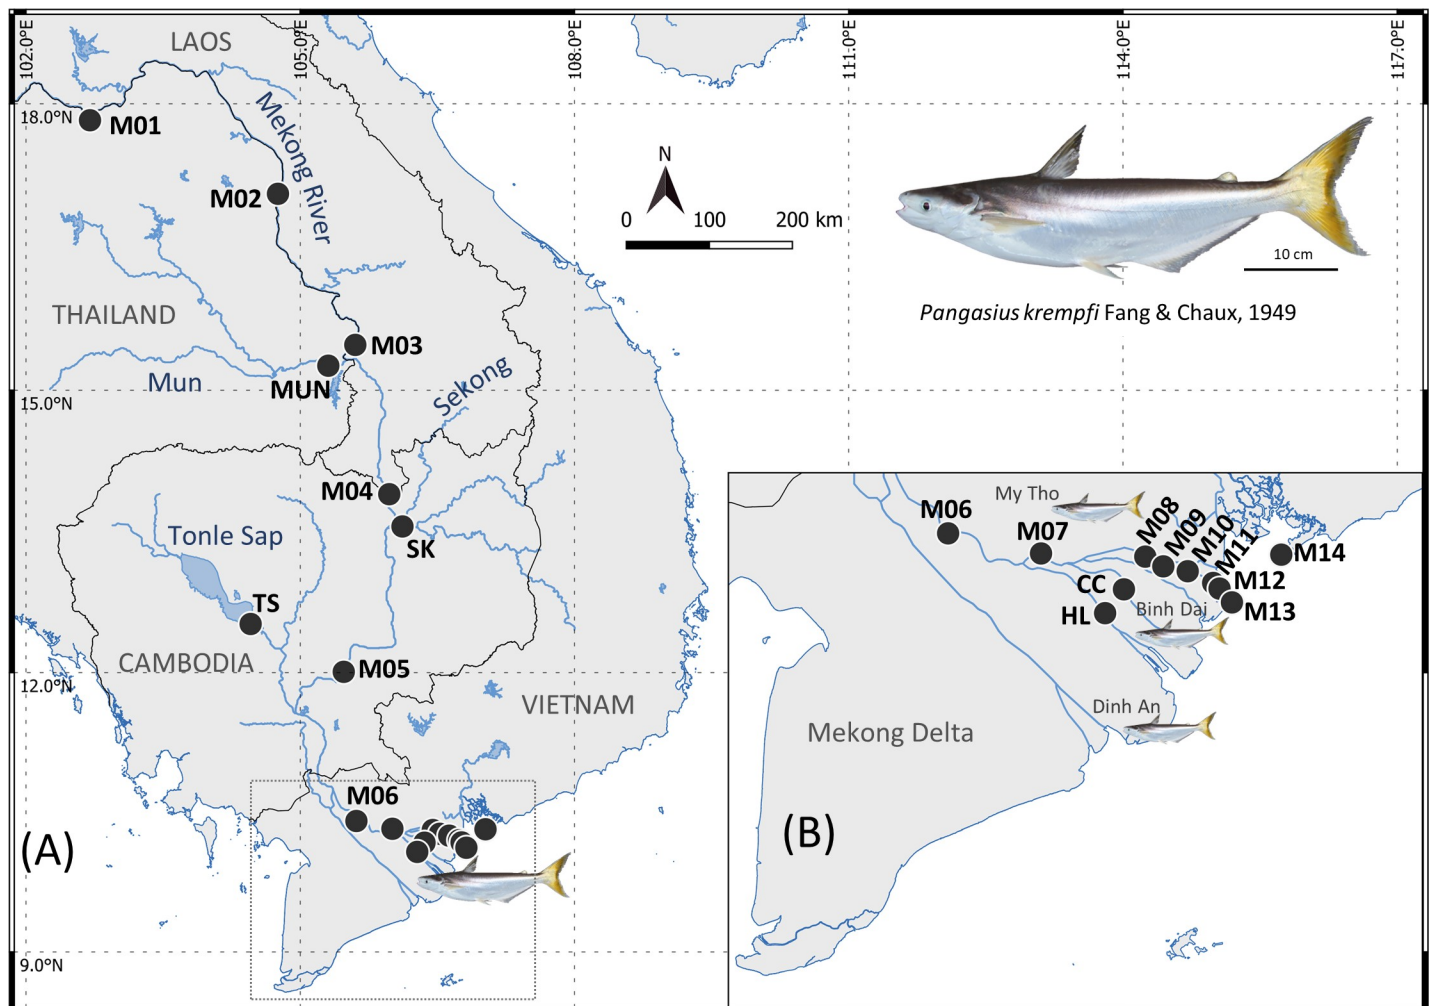 102.0°E
105.0°E
108.0°E
111.0°E
114.0°E
117.0°E
LAOS
18.0°N
M01
Mekong River
M02
N
0 100 200 km
10 cm
Pangasius krempfi Fang & Chaux, 1949
THAILAND
M03
Mun
MUN
Sekong
15.0°N
M04
SK
Tonle Sap
TS
CAMBODIA
M05
12.0°N
VIETNAM
M06
(A)
9.0°N
My Tho
M06
M07
M08
M09
M10
M11
M12
M13
M14
CC
HL
Binh Dai
Dinh An
Mekong Delta
(B)